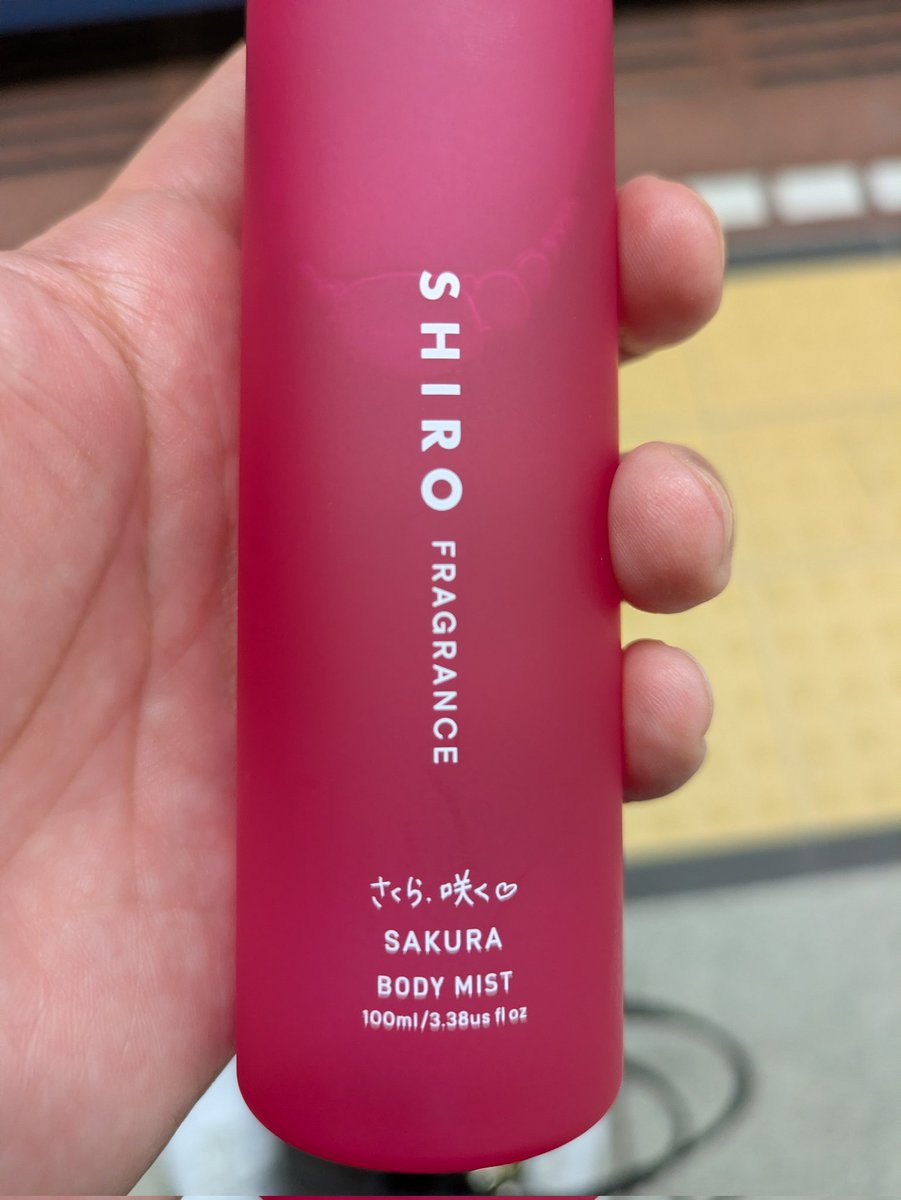 SHIRO FRAGRANCE
さくら、咲く♡
SAKURA
BODY MIST
100ml/3.38us fl oz